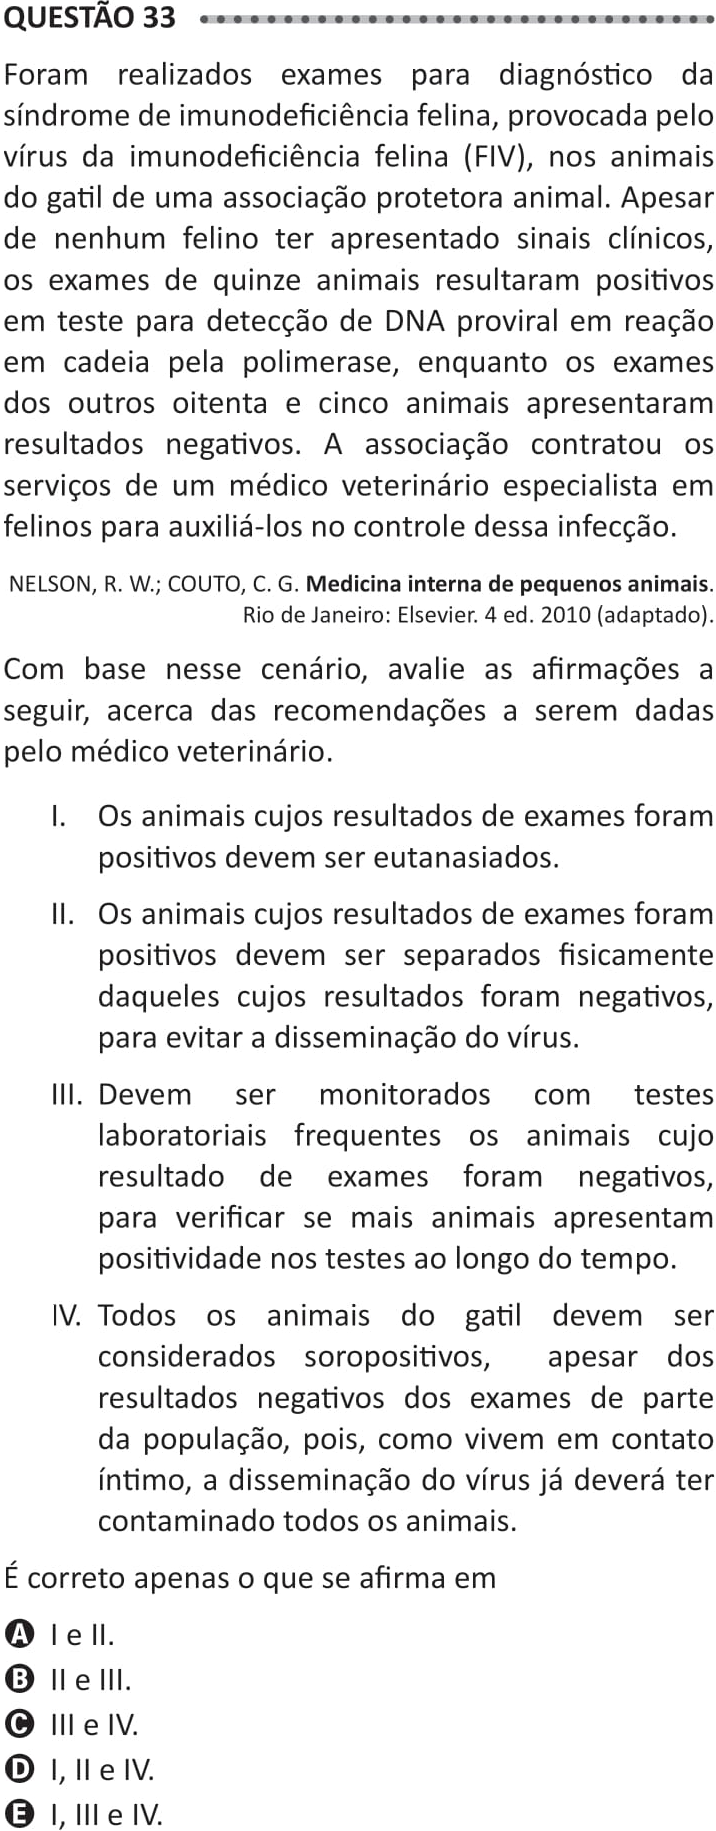 QUESTÃO 33
Foram realizados exames para diagnóstico da
síndrome de imunodeficiência felina, provocada pelo
vírus da imunodeficiência felina (FIV), nos animais
do gatil de uma associação protetora animal. Apesar
de nenhum felino ter apresentado sinais clínicos,
os exames de quinze animais resultaram positivos
em teste para detecção de DNA proviral em reação
em cadeia pela polimerase, enquanto os exames
dos outros oitenta e cinco animais apresentaram
resultados negativos. A associação contratou os
serviços de um médico veterinário especialista em
felinos para auxiliá-los no controle dessa infecção.
NELSON, R. W.; COUTO, C. G. Medicina interna de pequenos animais.
Rio de Janeiro: Elsevier. 4 ed. 2010 (adaptado).
Com base nesse cenário, avalie as afirmações a
seguir, acerca das recomendações a serem dadas
pelo médico veterinário.
I. Os animais cujos resultados de exames foram
positivos devem ser eutanasiados.
II. Os animais cujos resultados de exames foram
positivos devem ser separados fisicamente
daqueles cujos resultados foram negativos,
para evitar a disseminação do vírus.
III. Devem ser monitorados com testes
laboratoriais frequentes os animais cujo
resultado de exames foram negativos,
para verificar se mais animais apresentam
positividade nos testes ao longo do tempo.
IV. Todos os animais do gatil devem ser
considerados soropositivos, apesar dos
resultados negativos dos exames de parte
da população, pois, como vivem em contato
íntimo, a disseminação do vírus já deverá ter
contaminado todos os animais.
É correto apenas o que se afirma em
A I e II.
B II e III.
C III e IV.
D I, II e IV.
E I, III e IV.